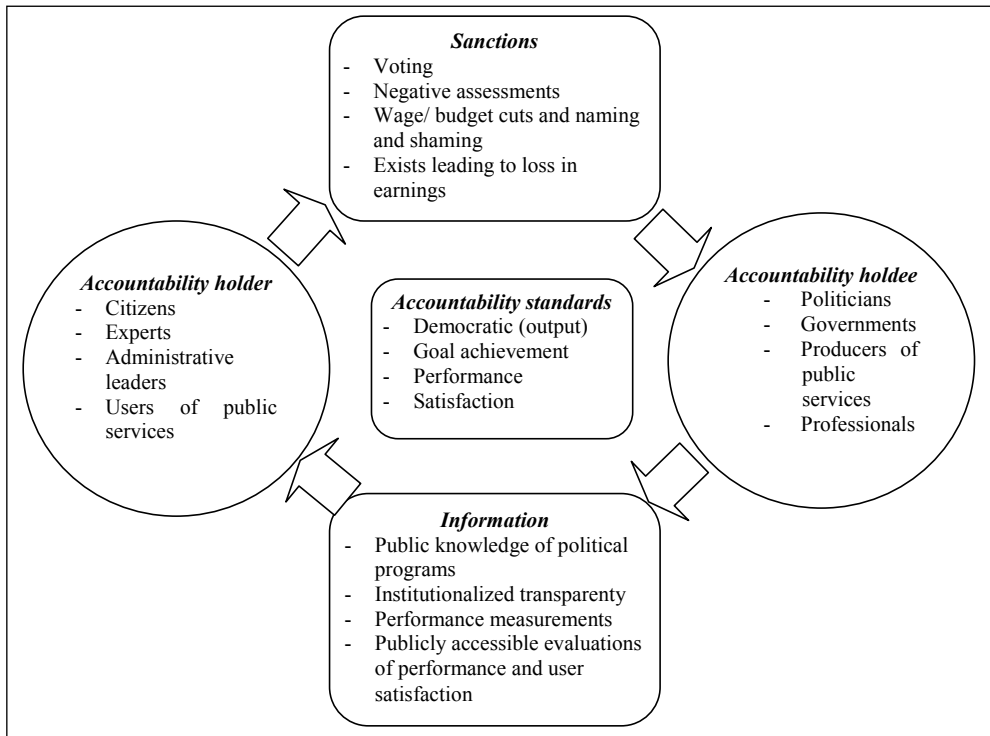 Sanctions
- Voting
- Negative assessments
- Wage/ budget cuts and naming
and shaming
- Exists leading to loss in
earnings
Accountability holder
- Citizens
- Experts
- Administrative
leaders
- Users of public
services
Accountability standards
- Democratic (output)
- Goal achievement
- Performance
- Satisfaction
Accountability holdee
- Politicians
- Governments
- Producers of
public
services
- Professionals
Information
- Public knowledge of political
programs
- Institutionalized transparenty
- Performance measurements
- Publicly accessible evaluations
of performance and user
satisfaction